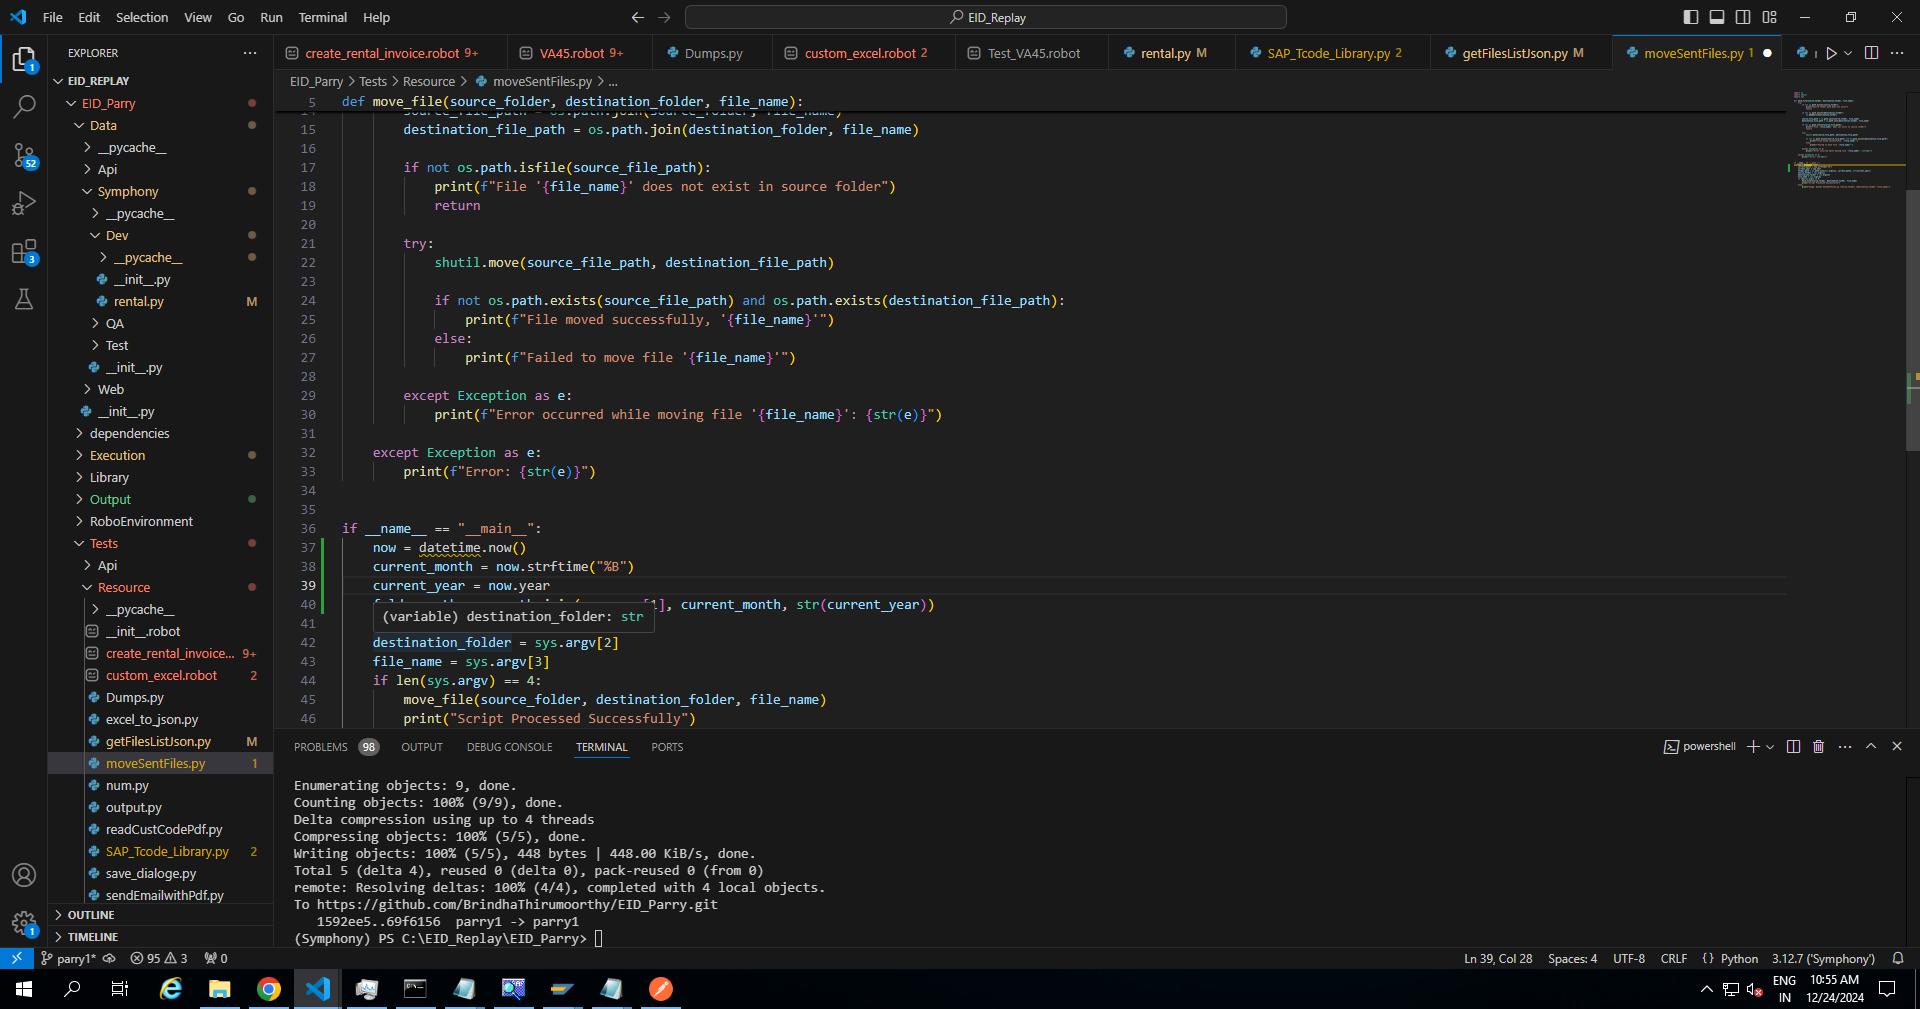 File Edit Selection View Go Run Terminal Help
EID_Replay
EXPLORER
EID_REPLAY
EID_Parry
Data
__pycache__
Api
Symphony
__pycache__
Dev
__pycache__
__init__.py
rental.py M
QA
Test
__init__.py
Web
__init__.py
dependencies
Execution
Library
Output
RoboEnvironment
Tests
Api
Resource
__pycache__
__init__.robot
create_rental_invoice... 9+
custom_excel.robot 2
Dumps.py
excel_to_json.py
getFilesListJson.py M
moveSentFiles.py 1
num.py
output.py
readCustCodePdf.py
SAP_Tcode_Library.py 2
save_dialoge.py
sendEmailwithPdf.py
OUTLINE
TIMELINE
1
52
3
1
create_rental_invoice.robot 9+ VA45.robot 9+ Dumps.py custom_excel.robot 2 Test_VA45.robot rental.py M SAP_Tcode_Library.py 2 getFilesListJson.py M moveSentFiles.py 1
EID_Parry > Tests > Resource > moveSentFiles.py > ...
5 def move_file(source_folder, destination_folder, file_name):
15 destination_file_path = os.path.join(destination_folder, file_name)
16
17 if not os.path.isfile(source_file_path):
18 print(f"File '{file_name}' does not exist in source folder")
19 return
20
21 try:
22 shutil.move(source_file_path, destination_file_path)
23
24 if not os.path.exists(source_file_path) and os.path.exists(destination_file_path):
25 print(f"File moved successfully, '{file_name}'")
26 else:
27 print(f"Failed to move file '{file_name}'")
28
29 except Exception as e:
30 print(f"Error occurred while moving file '{file_name}': {str(e)}")
31
32 except Exception as e:
33 print(f"Error: {str(e)}")
34
35
36 if __name__ == "__main__":
37 now = datetime.now()
38 current_month = now.strftime("%B")
39 current_year = now.year
40 1], current_month, str(current_year))
(variable) destination_folder: str
41
42 destination_folder = sys.argv[2]
43 file_name = sys.argv[3]
44 if len(sys.argv) == 4:
45 move_file(source_folder, destination_folder, file_name)
46 print("Script Processed Successfully")
PROBLEMS 98 OUTPUT DEBUG CONSOLE TERMINAL PORTS
powershell
Enumerating objects: 9, done.
Counting objects: 100% (9/9), done.
Delta compression using up to 4 threads
Compressing objects: 100% (5/5), done.
Writing objects: 100% (5/5), 448 bytes | 448.00 KiB/s, done.
Total 5 (delta 4), reused 0 (delta 0), pack-reused 0 (from 0)
remote: Resolving deltas: 100% (4/4), completed with 4 local objects.
To https://github.com/BrindhaThirumoorthy/EID_Parry.git
1592ee5..69f6156 parry1 -> parry1
(Symphony) PS C:\EID_Replay\EID_Parry>
parry1* 95 3 0
Ln 39, Col 28 Spaces: 4 UTF-8 CRLF {} Python 3.12.7 ('Symphony')
ENG
IN
10:55 AM
12/24/2024